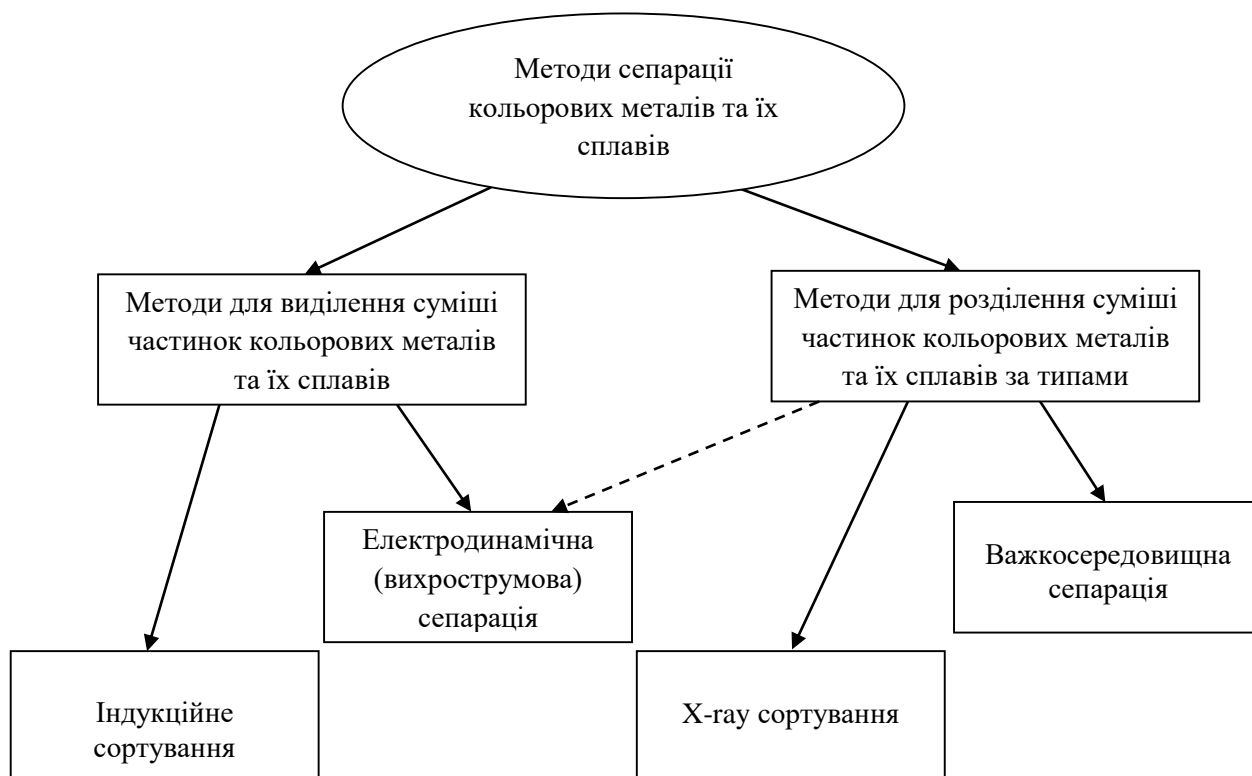 Методи сепарації
кольорових металів та їх
сплавів
Методи для виділення суміші
частинок кольорових металів
та їх сплавів
Методи для розділення суміші
частинок кольорових металів
та їх сплавів за типами
Електродинамічна
(вихрострумова)
сепарація
Важкосередовищна
сепарація
Індукційне
сортування
X-ray сортування